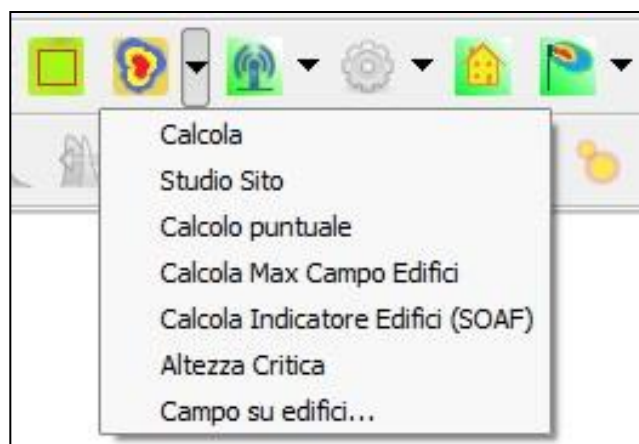 Calcola
Studio Sito
Calcolo puntuale
Calcola Max Campo Edifici
Calcola Indicatore Edifici (SOAF)
Altezza Critica
Campo su edifici...